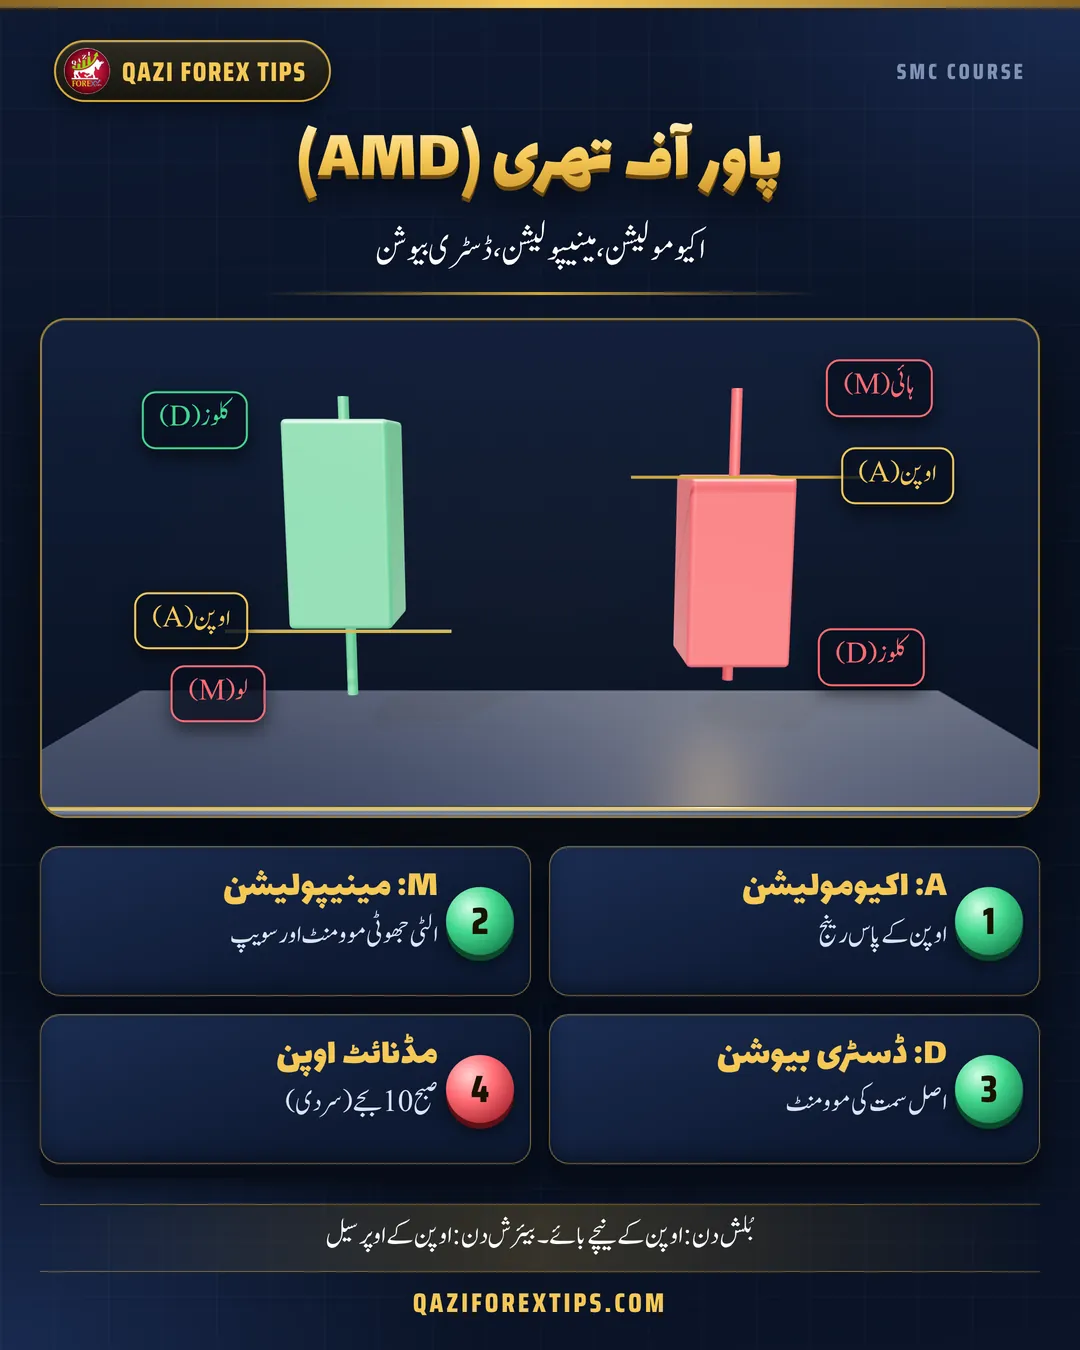 QAZI FOREX TIPS
SMC COURSE
پاور آف تھری (AMD)
اکیومولیشن، مینیپولیشن، ڈسٹری بیوشن
کلوز (D)
اوپن (A)
لو (M)
ہائی (M)
اوپن (A)
کلوز (D)
1
A: اکیومولیشن
اوپن کے پاس رینج
2
M: مینیپولیشن
الٹی جھوٹی موومنٹ اور سویپ
3
D: ڈسٹری بیوشن
اصل سمت کی موومنٹ
4
مڈنائٹ اوپن
صبح 10 بجے (سردی)
بُلش دن: اوپن کے نیچے بائے۔ بیئرش دن: اوپن کے اوپر سیل
QAZIFOREXTIPS.COM